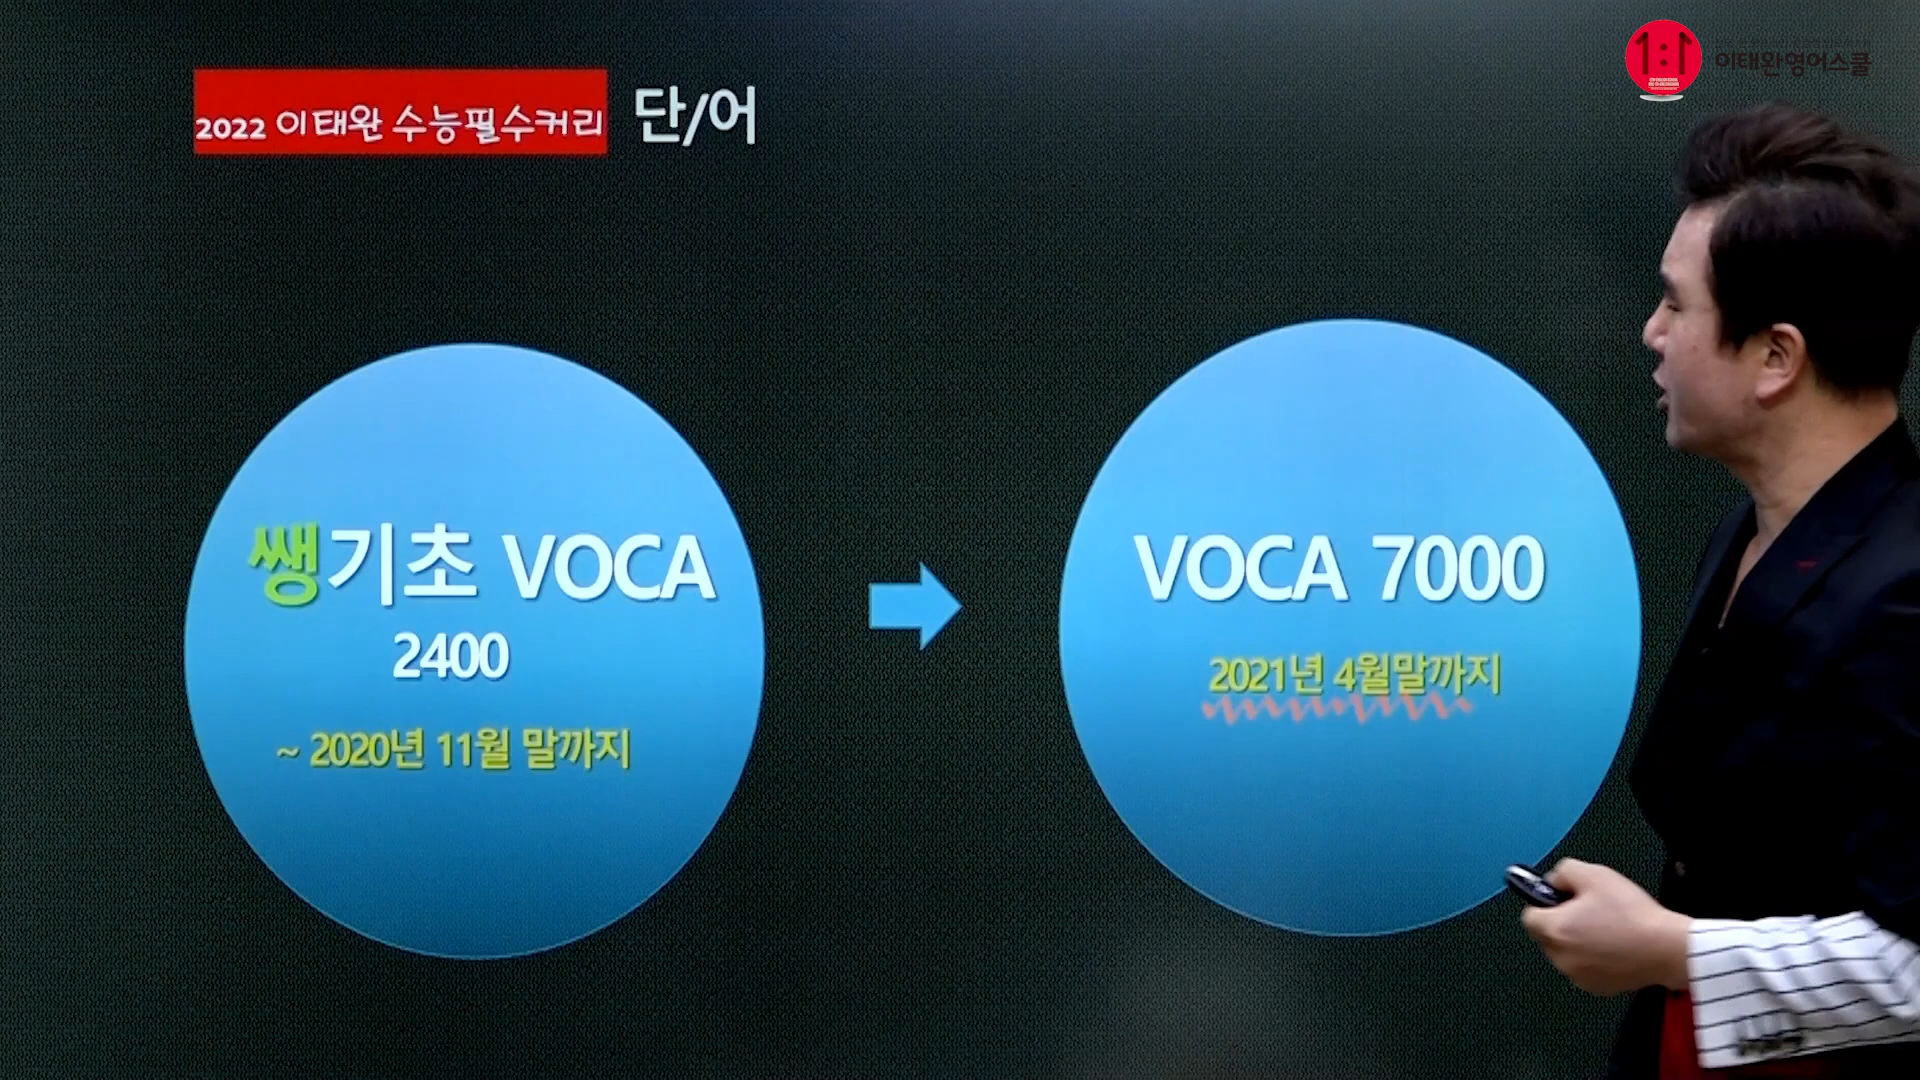 2022 이태완 수능필수커리 단/어
1:1 이태완영어스쿨
쌩기초 VOCA
2400
~ 2020년 11월 말까지
VOCA 7000
2021년 4월말까지